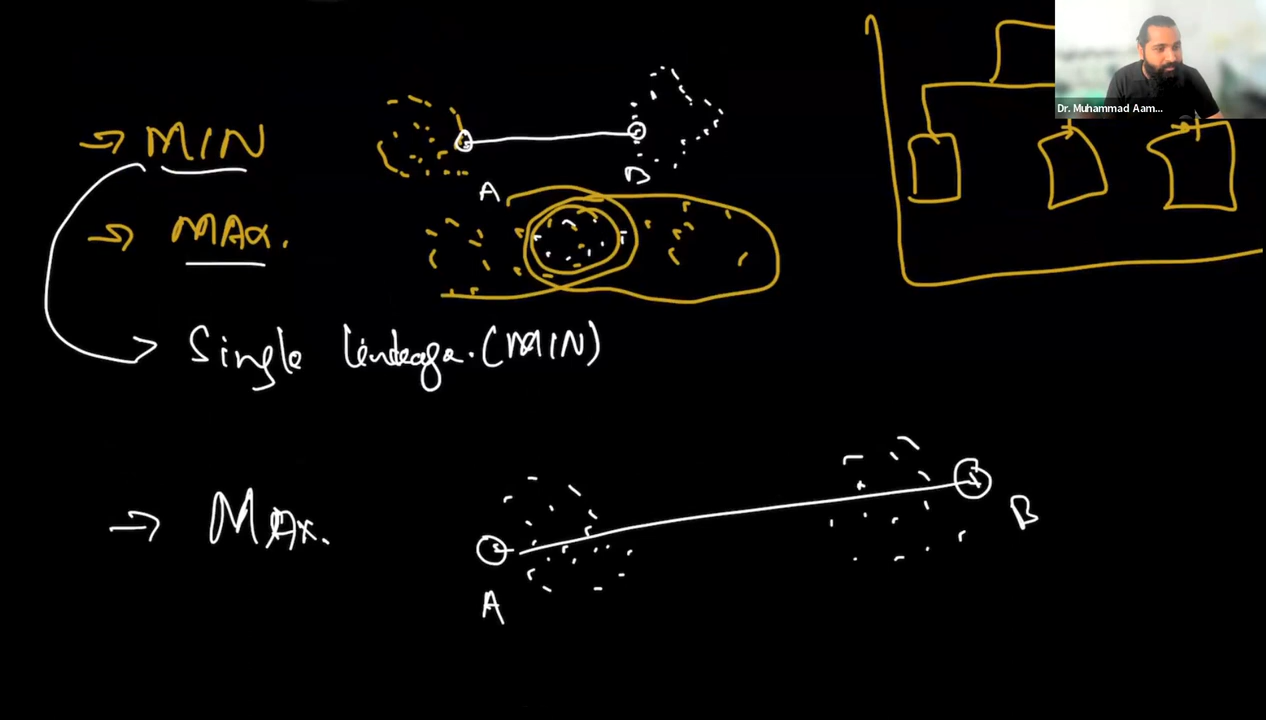 → MIN
A
B
→ MAX.
Single Linkage. (MIN)
→ MAX.
A
B
Dr. Muhammad Aam...